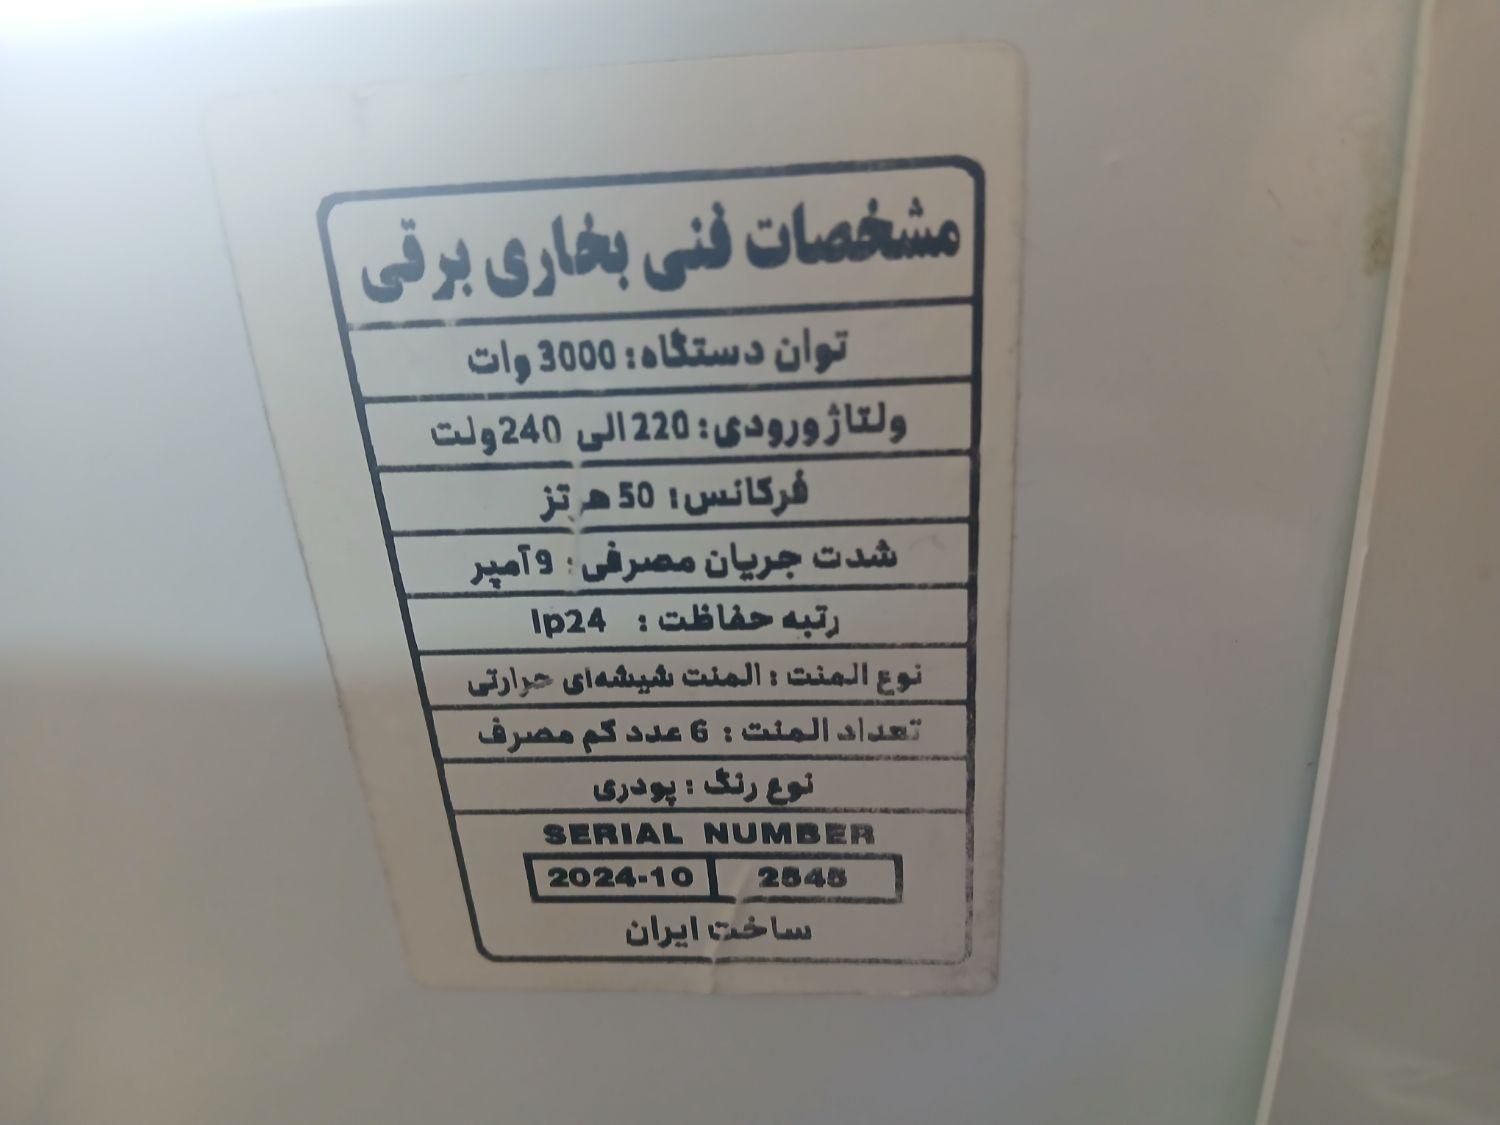 مشخصات فنی بخاری برقی
توان دستگاه: 3000 وات
ولتاژ ورودی: 220 الی 240 ولت
فرکانس: 50 هرتز
شدت جریان مصرفی: 9 آمپر
رتبه حفاظت : Ip24
نوع المنت : المنت شیشه‌ای حرارتی
تعداد المنت : 6 عدد کم مصرف
نوع رنگ : پودری
SERIAL NUMBER
2024-10 2545
ساخت ایران